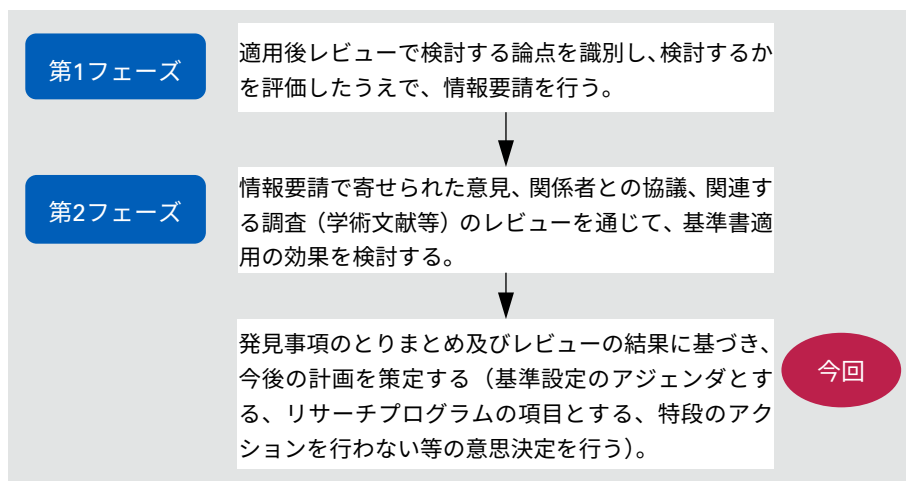 第1フェーズ
適用後レビューで検討する論点を識別し、検討するか
を評価したうえで、情報要請を行う。
第2フェーズ
情報要請で寄せられた意見、関係者との協議、関連す
る調査（学術文献等）のレビューを通じて、基準書適
用の効果を検討する。
発見事項のとりまとめ及びレビューの結果に基づき、
今後の計画を策定する（基準設定のアジェンダとす
る、リサーチプログラムの項目とする、特段のアク
ションを行わない等の意思決定を行う）。
今回